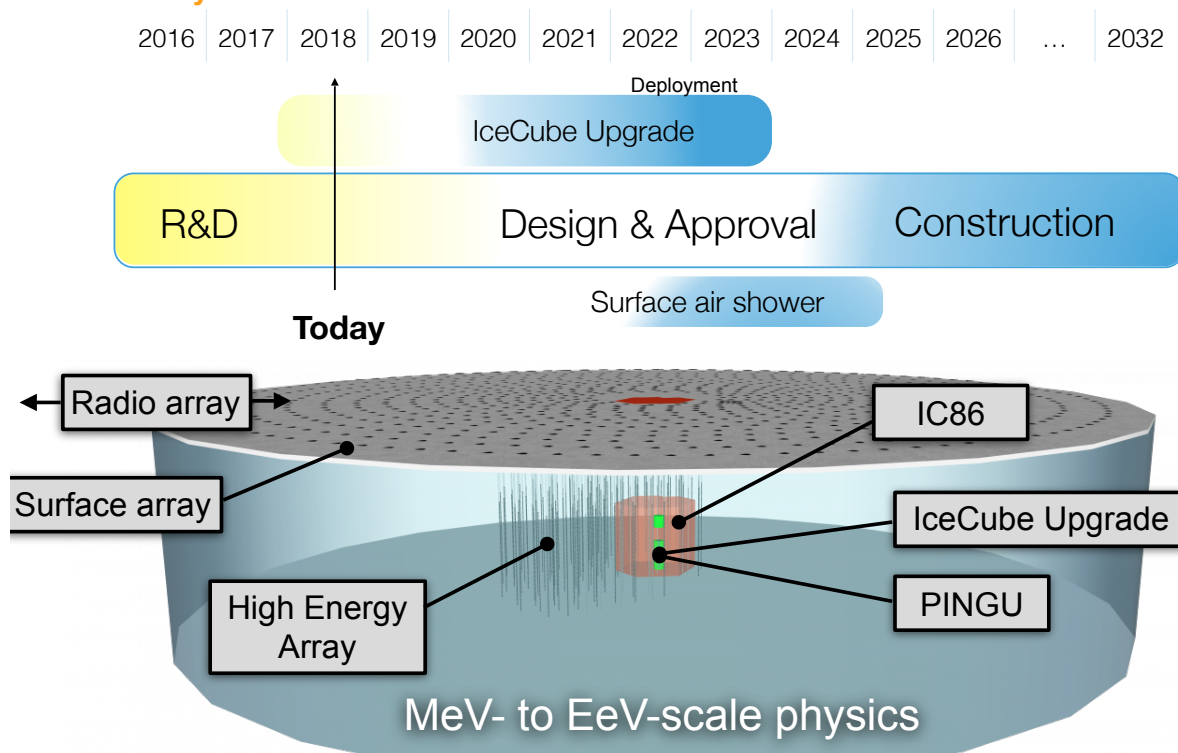 2016 2017 2018 2019 2020 2021 2022 2023 2024 2025 2026 ... 2032
Deployment
IceCube Upgrade
R&D Design & Approval Construction
Surface air shower
Today
Radio array
IC86
Surface array
IceCube Upgrade
High Energy
Array
PINGU
MeV- to EeV-scale physics